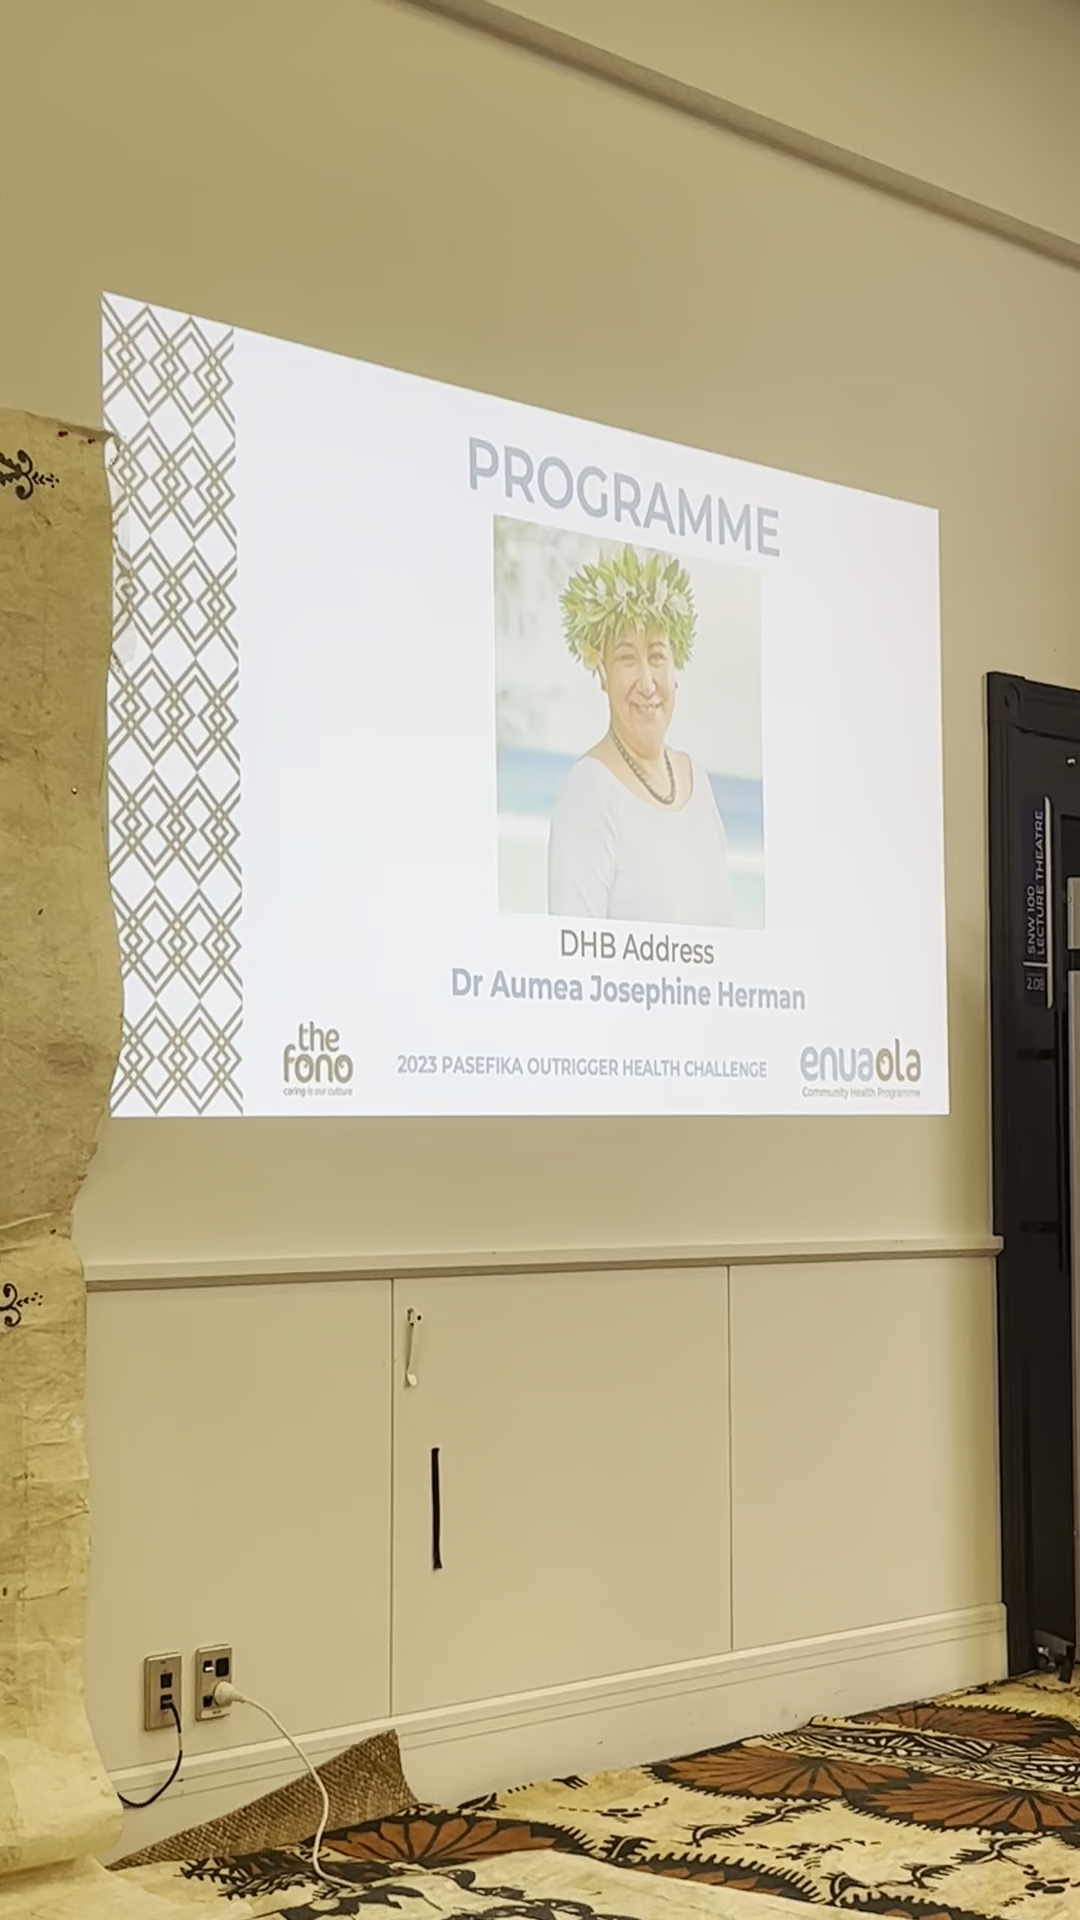 PROGRAMME
DHB Address
Dr Aumea Josephine Herman
the
fono
caring is our culture
2023 PASEFIKA OUTRIGGER HEALTH CHALLENGE
enuaola
Community Health Programme
SNW 100
LECTURE THEATRE
2.08